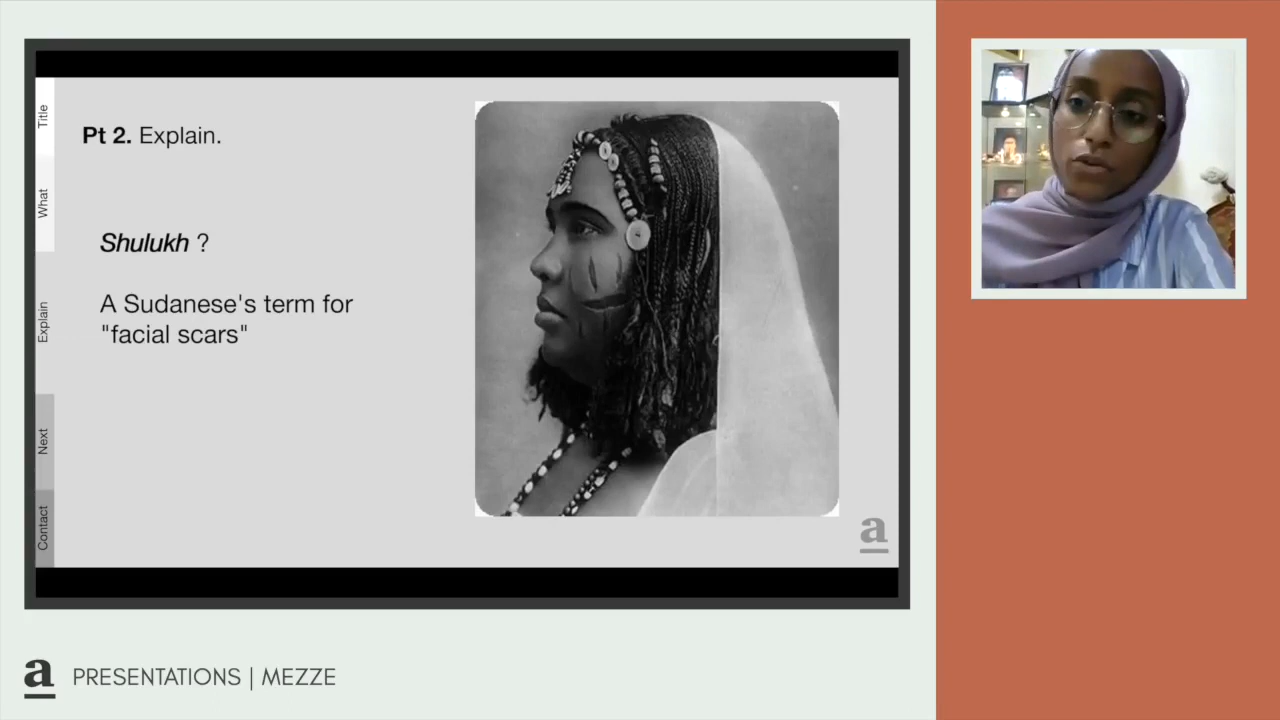 Title
What
Explain
Next
Contact
Pt 2. Explain.
Shulukh ?
A Sudanese's term for
"facial scars"
a
a PRESENTATIONS | MEZZE